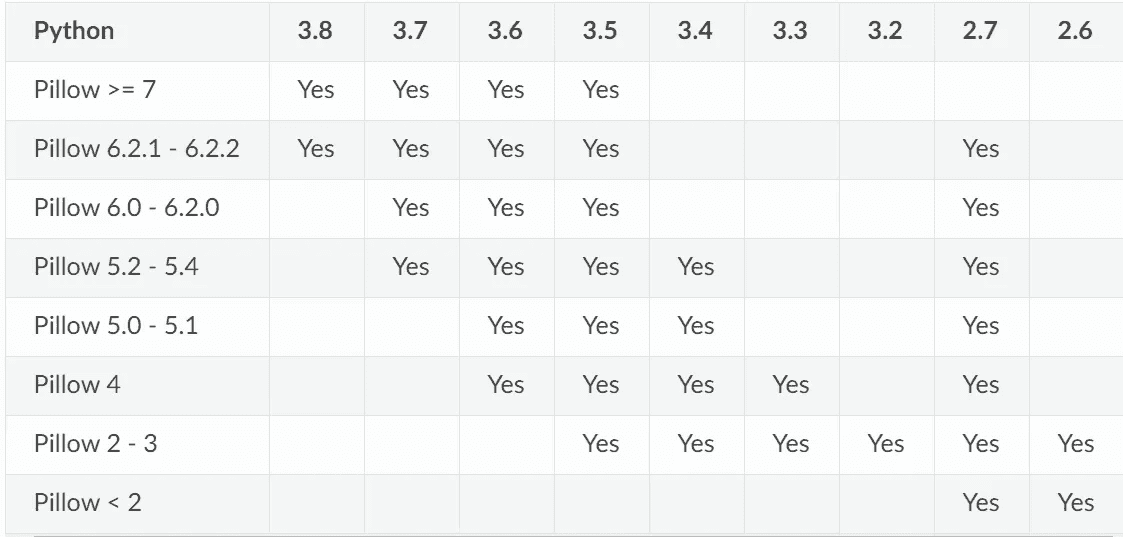 Python 3.8 3.7 3.6 3.5 3.4 3.3 3.2 2.7 2.6
Pillow >= 7 Yes Yes Yes Yes
Pillow 6.2.1 - 6.2.2 Yes Yes Yes Yes Yes
Pillow 6.0 - 6.2.0 Yes Yes Yes Yes
Pillow 5.2 - 5.4 Yes Yes Yes Yes Yes
Pillow 5.0 - 5.1 Yes Yes Yes Yes
Pillow 4 Yes Yes Yes Yes Yes
Pillow 2 - 3 Yes Yes Yes Yes Yes Yes
Pillow < 2 Yes Yes